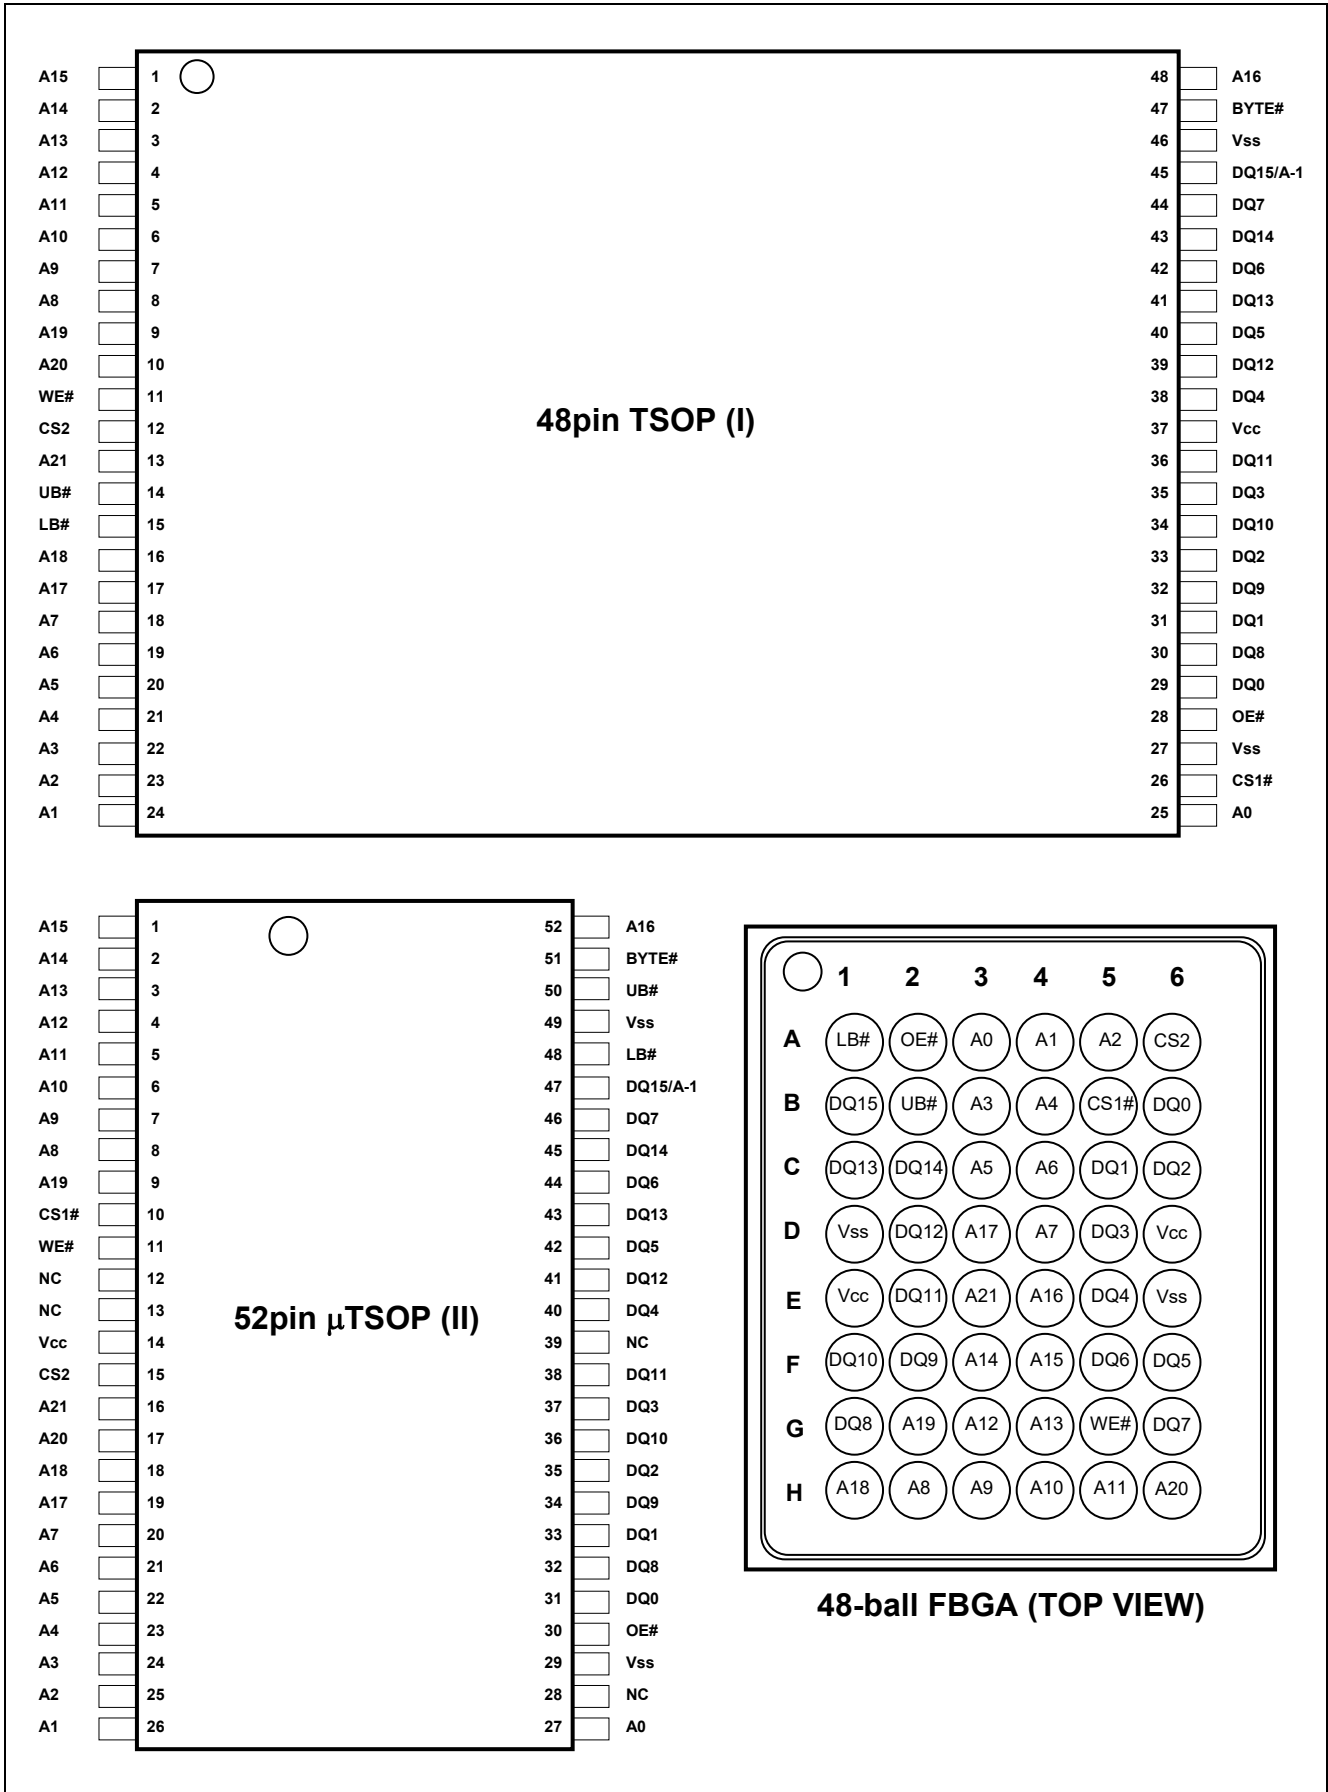 A15 1 48 A16
A14 2 47 BYTE#
A13 3 46 Vss
A12 4 45 DQ15/A-1
A11 5 44 DQ7
A10 6 43 DQ14
A9 7 42 DQ6
A8 8 41 DQ13
A19 9 40 DQ5
A20 10 39 DQ12
WE# 11 38 DQ4
48pin TSOP (I)
CS2 12 37 Vcc
A21 13 36 DQ11
UB# 14 35 DQ3
LB# 15 34 DQ10
A18 16 33 DQ2
A17 17 32 DQ9
A7 18 31 DQ1
A6 19 30 DQ8
A5 20 29 DQ0
A4 21 28 OE#
A3 22 27 Vss
A2 23 26 CS1#
A1 24 25 A0
A15 1 52 A16
A14 2 51 BYTE#
A13 3 50 UB#
A12 4 49 Vss
A11 5 48 LB#
A10 6 47 DQ15/A-1
A9 7 46 DQ7
A8 8 45 DQ14
A19 9 44 DQ6
CS1# 10 43 DQ13
WE# 11 42 DQ5
NC 12 41 DQ12
NC 13 40 DQ4
52pin μTSOP (II)
Vcc 14 39 NC
CS2 15 38 DQ11
A21 16 37 DQ3
A20 17 36 DQ10
A18 18 35 DQ2
A17 19 34 DQ9
A7 20 33 DQ1
A6 21 32 DQ8
A5 22 31 DQ0
A4 23 30 OE#
A3 24 29 Vss
A2 25 28 NC
A1 26 27 A0
1 2 3 4 5 6
A LB# OE# A0 A1 A2 CS2
B DQ15 UB# A3 A4 CS1# DQ0
C DQ13 DQ14 A5 A6 DQ1 DQ2
D Vss DQ12 A17 A7 DQ3 Vcc
E Vcc DQ11 A21 A16 DQ4 Vss
F DQ10 DQ9 A14 A15 DQ6 DQ5
G DQ8 A19 A12 A13 WE# DQ7
H A18 A8 A9 A10 A11 A20
48-ball FBGA (TOP VIEW)